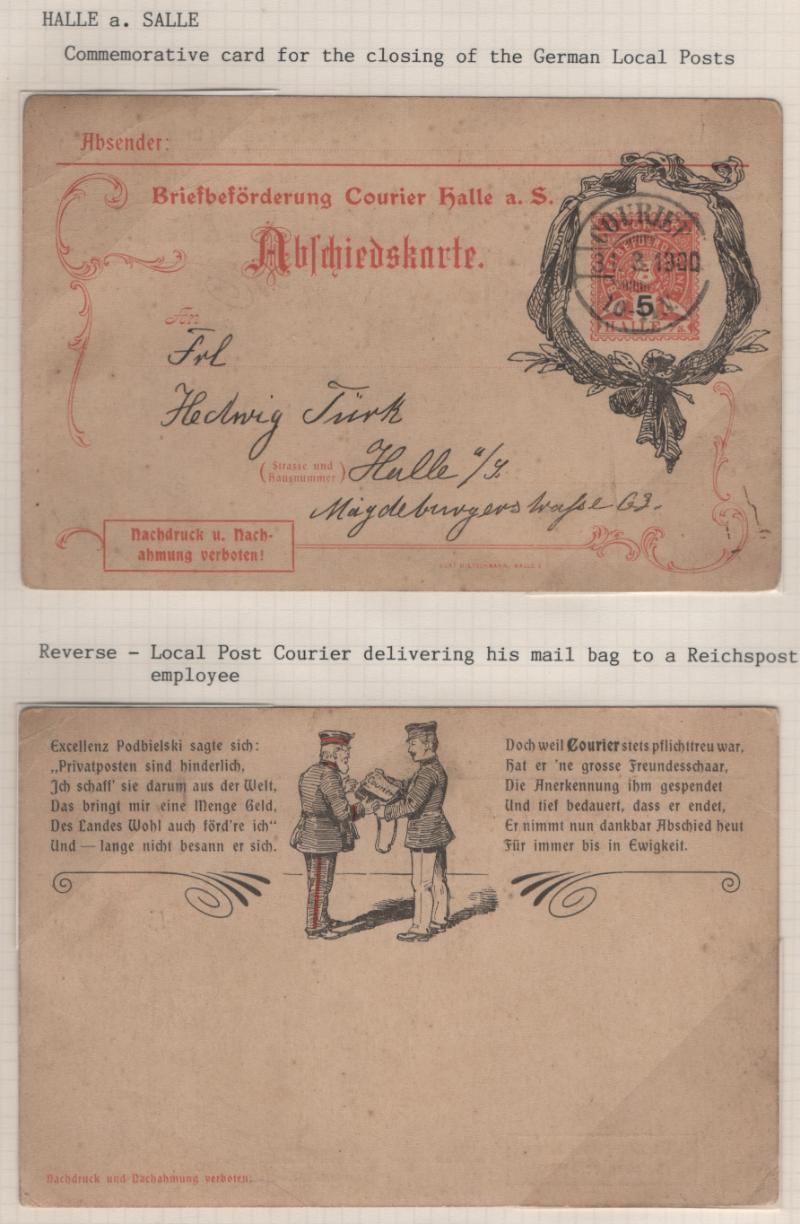 HALLE a. SALLE
Commemorative card for the closing of the German Local Posts
Absender:
Briefbeförderung Courier Halle a. S.
Abschiedskarte.
COURIER
31. 3. 1900
5
HALLE
An
Frl
Hedwig Türk
(Strasse und Hausnummer) Halle a/S.
Magdeburgerstrasse 63.
Nachdruck u. Nach-
ahmung verboten!
Reverse – Local Post Courier delivering his mail bag to a Reichspost
employee
Excellenz Podbielski sagte sich:
„Privatposten sind hinderlich,
Ich schaff' sie darum aus der Welt,
Das bringt mir eine Menge Geld,
Des Landes Wohl auch förd're ich“
Und — lange nicht besann er sich.
COURIER
Doch weil Courier stets pflichttreu war,
Hat er 'ne grosse Freundesschaar,
Die Anerkennung ihm gespendet
Und tief bedauert, dass er endet,
Er nimmt nun dankbar Abschied heut
Für immer bis in Ewigkeit.
Nachdruck und Nachahmung verboten.